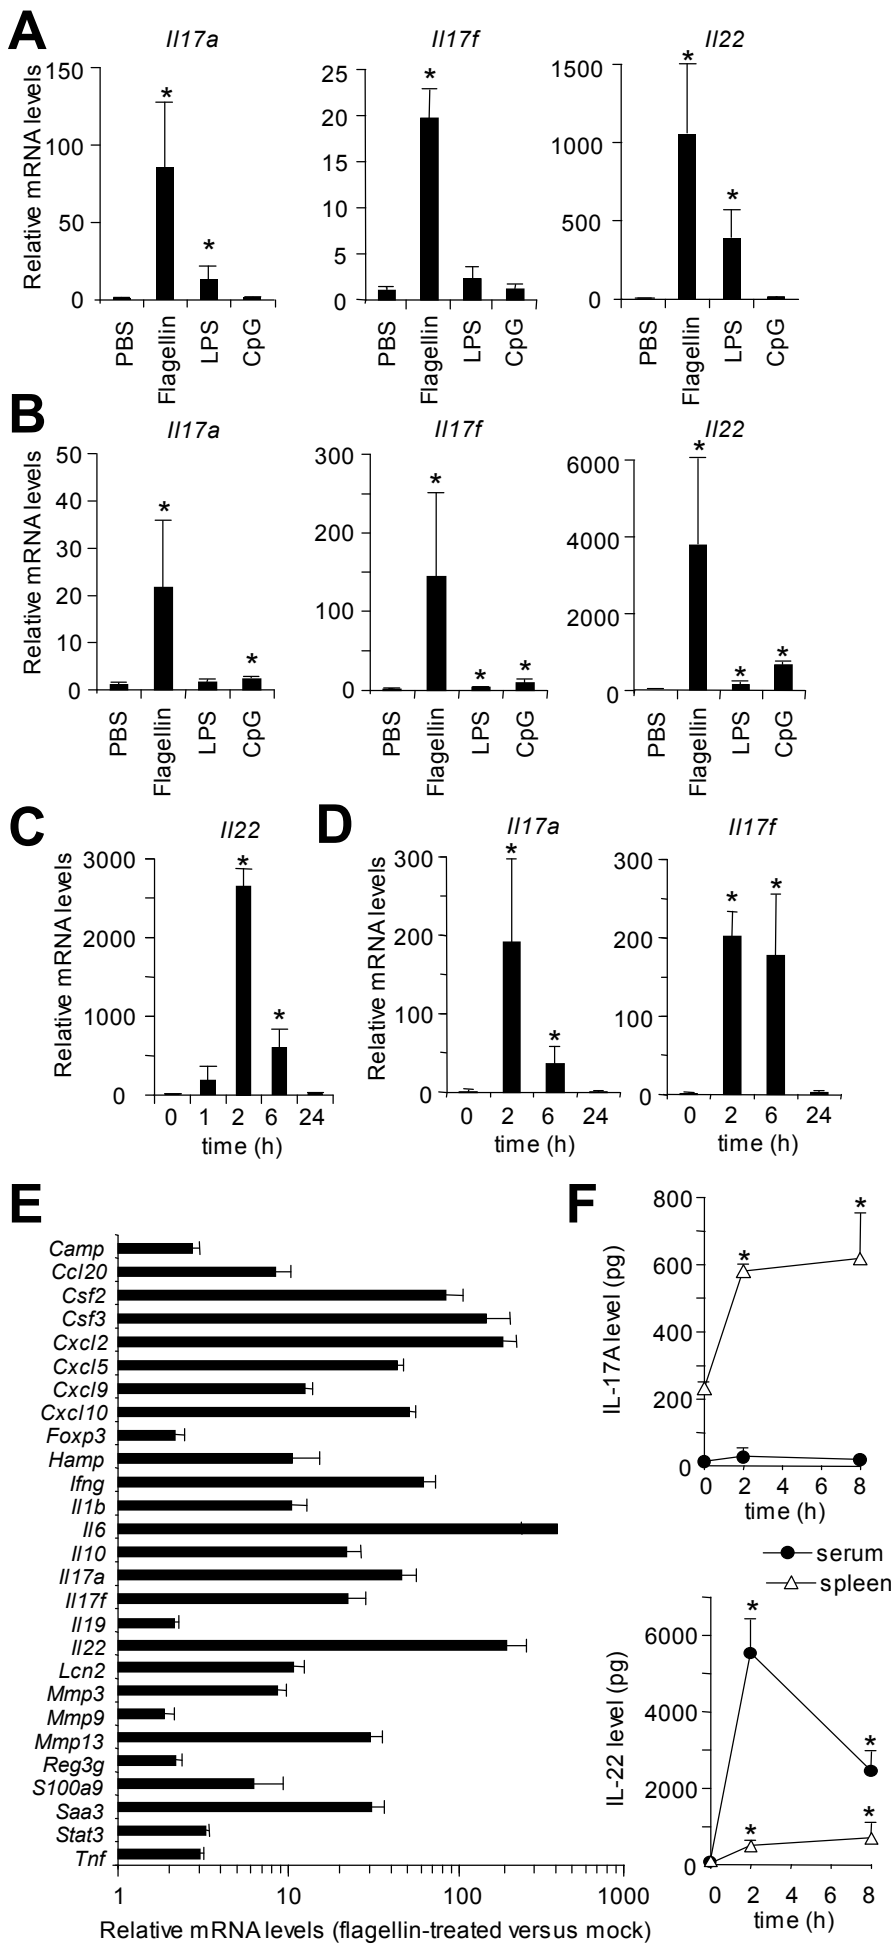 A
Il17a
Il17f
Il22
Relative mRNA levels
150
100
50
0
25
20
15
10
5
0
1500
1000
500
0
*
*
*
*
*
PBS
Flagellin
LPS
CpG
PBS
Flagellin
LPS
CpG
PBS
Flagellin
LPS
CpG
B
Il17a
Il17f
Il22
Relative mRNA levels
50
40
30
20
10
0
300
200
100
0
6000
4000
2000
0
*
*
*
*
*
*
*
*
PBS
Flagellin
LPS
CpG
PBS
Flagellin
LPS
CpG
PBS
Flagellin
LPS
CpG
C
Il22
Relative mRNA levels
3000
2000
1000
0
*
*
0 1 2 6 24
time (h)
D
Il17a
Il17f
Relative mRNA levels
300
200
100
0
*
*
0 2 6 24
time (h)
300
200
100
0
*
*
0 2 6 24
time (h)
E
Camp
Ccl20
Csf2
Csf3
Cxcl2
Cxcl5
Cxcl9
Cxcl10
Foxp3
Hamp
Ifng
Il1b
Il6
Il10
Il17a
Il17f
Il19
Il22
Lcn2
Mmp3
Mmp9
Mmp13
Reg3g
S100a9
Saa3
Stat3
Tnf
1 10 100 1000
Relative mRNA levels (flagellin-treated versus mock)
F
IL-17A level (pg)
800
600
400
200
0
*
*
0 2 4 6 8
time (h)
serum
spleen
IL-22 level (pg)
6000
4000
2000
0
*
*
*
*
0 2 4 6 8
time (h)